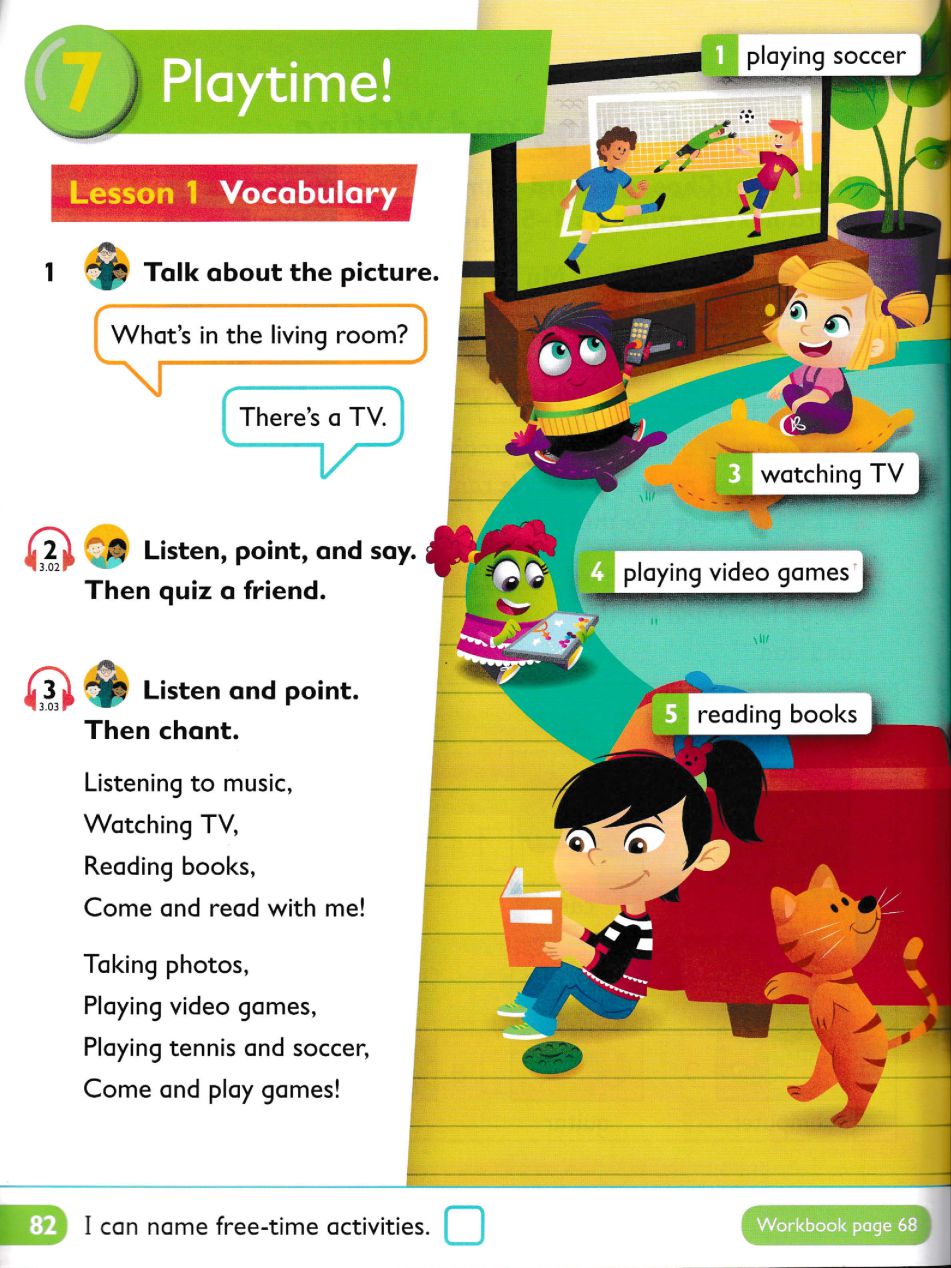 7 Playtime!
Lesson 1 Vocabulary
1 Talk about the picture.
What's in the living room?
There's a TV.
2
3.02
Listen, point, and say.
Then quiz a friend.
3
3.03
Listen and point.
Then chant.
Listening to music,
Watching TV,
Reading books,
Come and read with me!
Taking photos,
Playing video games,
Playing tennis and soccer,
Come and play games!
1 playing soccer
3 watching TV
4 playing video games
5 reading books
82 I can name free-time activities.
Workbook page 68